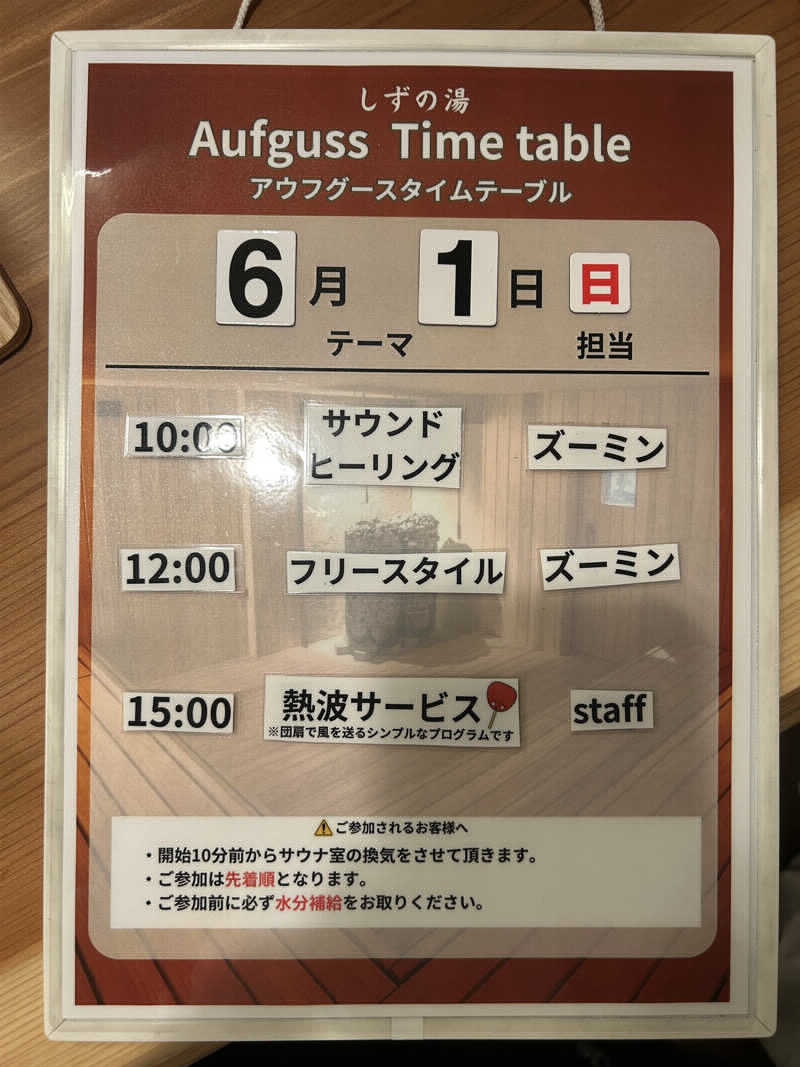 しずの湯
Aufguss Time table
アウフグースタイムテーブル
6月 1日 日
テーマ 担当
10:00 サウンドヒーリング ズーミン
12:00 フリースタイル ズーミン
15:00 熱波サービス staff
※団扇で風を送るシンプルなプログラムです
⚠ご参加されるお客様へ
・開始10分前からサウナ室の換気をさせて頂きます。
・ご参加は先着順となります。
・ご参加前に必ず水分補給をお取りください。